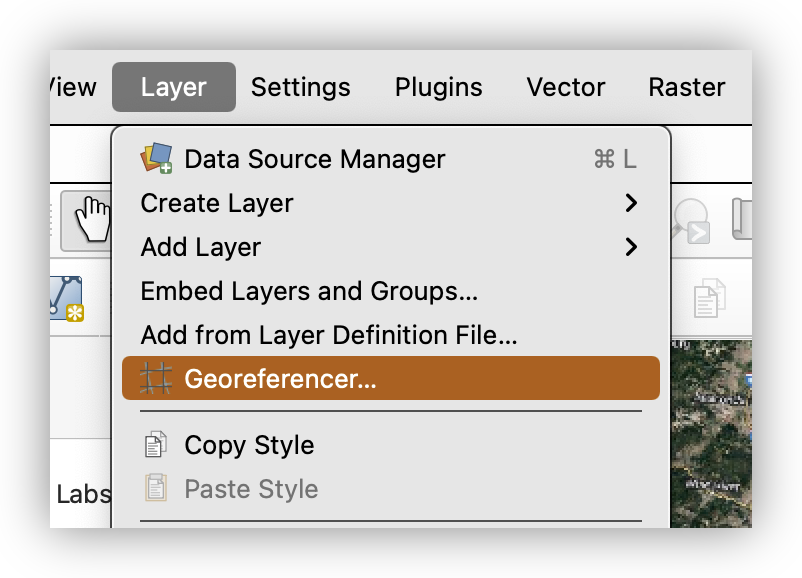 View Layer Settings Plugins Vector Raster
Data Source Manager ⌘ L
Create Layer
Add Layer
Embed Layers and Groups...
Add from Layer Definition File...
Georeferencer...
Copy Style
Paste Style
Labs